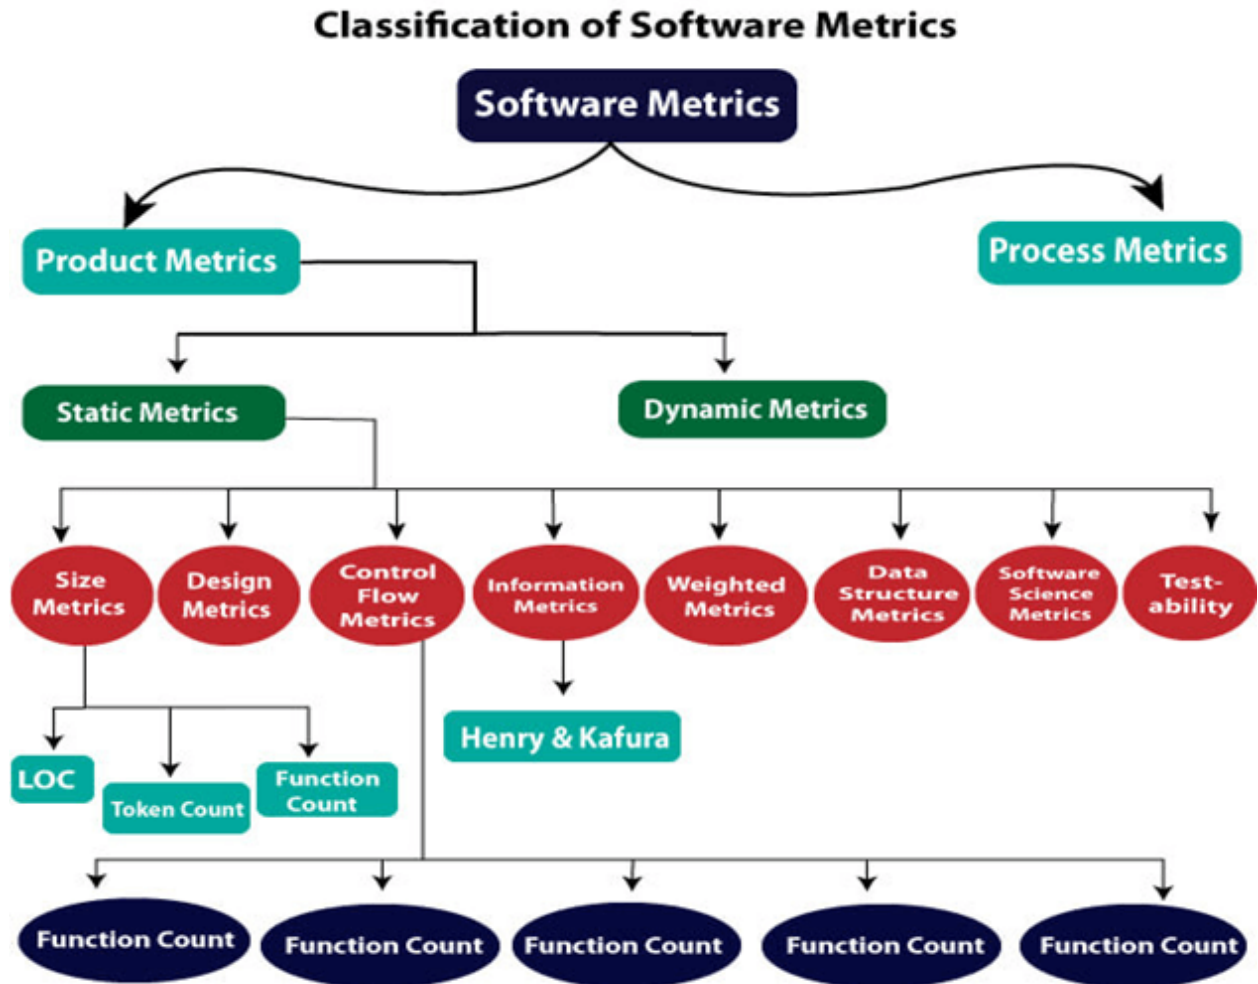 Classification of Software Metrics
Software Metrics
Product Metrics
Process Metrics
Static Metrics
Dynamic Metrics
Size
Metrics
Design
Metrics
Control
Flow
Metrics
Information
Metrics
Weighted
Metrics
Data
Structure
Metrics
Software
Science
Metrics
Test-
ability
Henry & Kafura
LOC
Token Count
Function
Count
Function Count
Function Count
Function Count
Function Count
Function Count